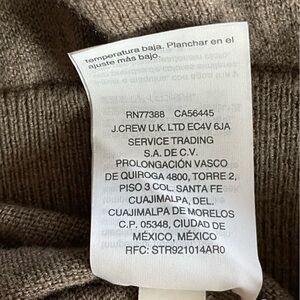 temperatura baja. Planchar en el
ajuste más bajo.
RN77388 CA56445
J.CREW U.K. LTD EC4V 6JA
SERVICE TRADING
S.A. DE C.V.
PROLONGACIÓN VASCO
DE QUIROGA 4800, TORRE 2,
PISO 3 COL. SANTA FE
CUAJIMALPA, DEL.
CUAJIMALPA DE MORELOS
C.P. 05348, CIUDAD DE
MÉXICO, MÉXICO
RFC: STR921014AR0